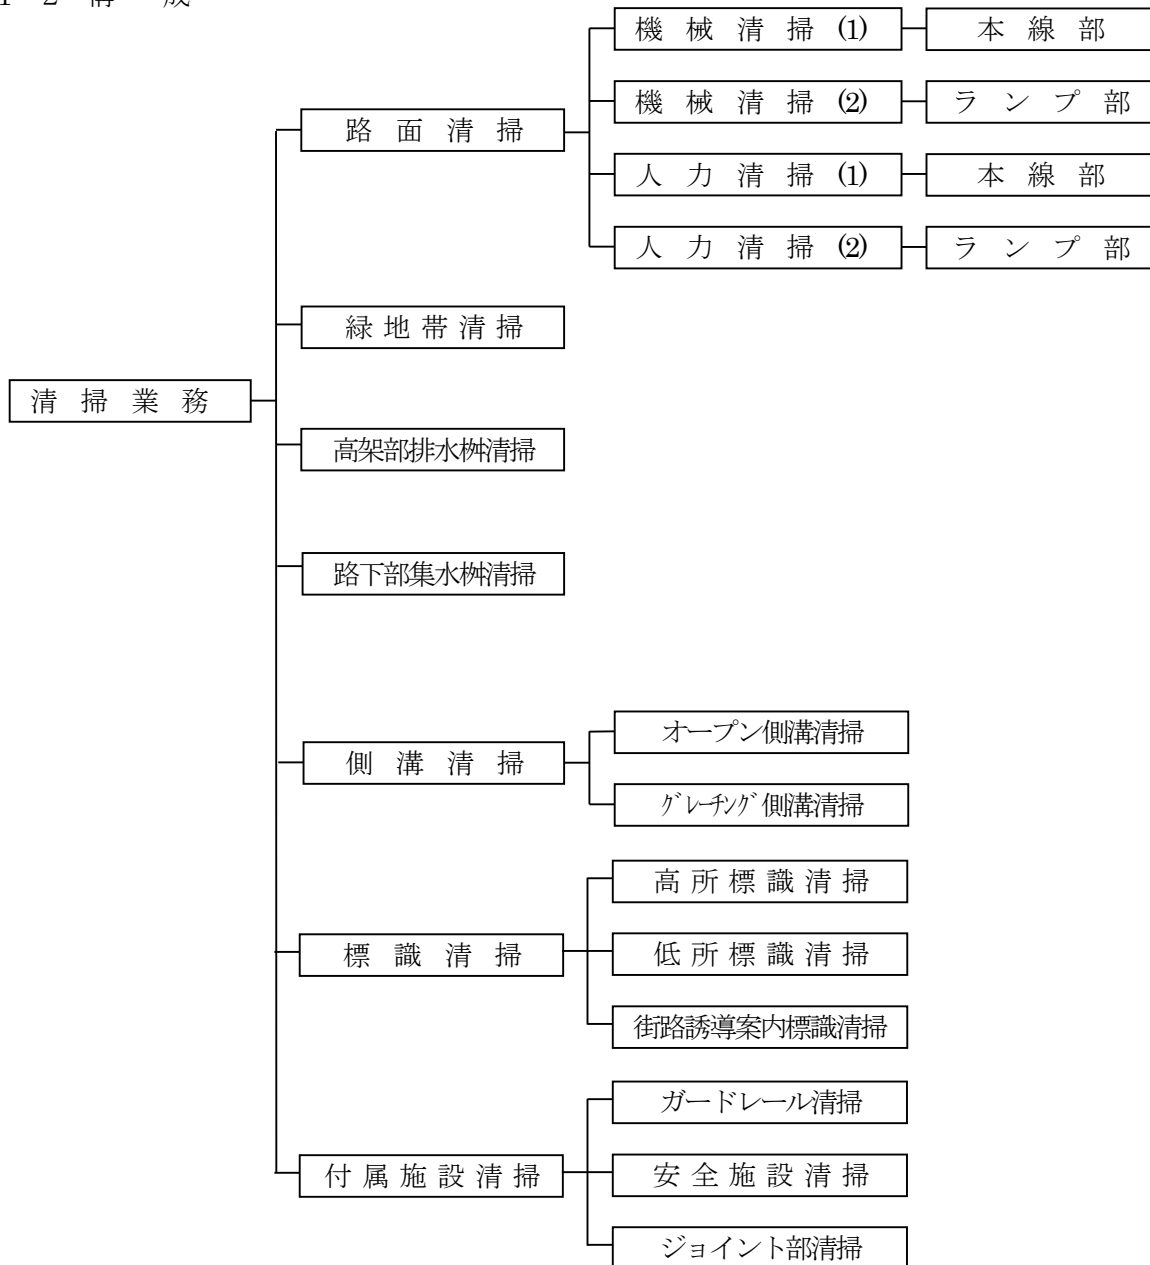 1 2 構 成
機械清掃(1) 本線部
機械清掃(2) ランプ部
路面清掃
人力清掃(1) 本線部
人力清掃(2) ランプ部
緑地帯清掃
清掃業務
高架部排水桝清掃
路下部集水桝清掃
オープン側溝清掃
側溝清掃
グレーチング側溝清掃
高所標識清掃
標識清掃
低所標識清掃
街路誘導案内標識清掃
ガードレール清掃
付属施設清掃
安全施設清掃
ジョイント部清掃